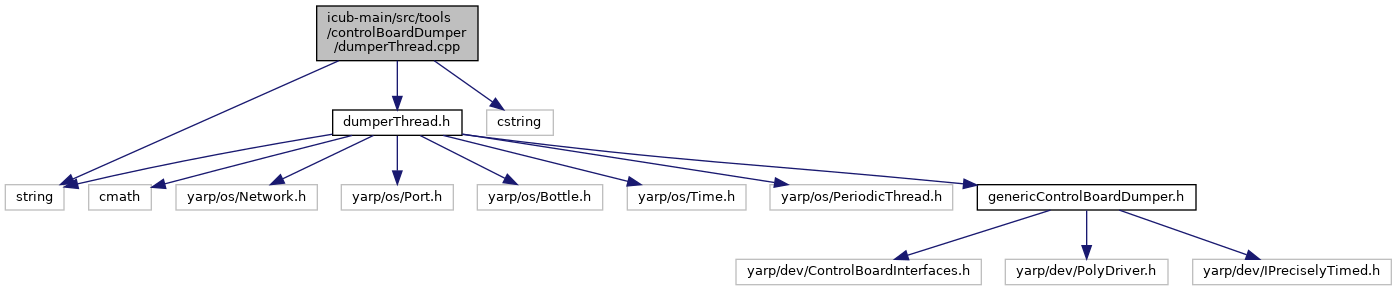 icub-main/src/tools
/controlBoardDumper
/dumperThread.cpp
dumperThread.h
cstring
string
cmath
yarp/os/Network.h
yarp/os/Port.h
yarp/os/Bottle.h
yarp/os/Time.h
yarp/os/PeriodicThread.h
genericControlBoardDumper.h
yarp/dev/ControlBoardInterfaces.h
yarp/dev/PolyDriver.h
yarp/dev/IPreciselyTimed.h